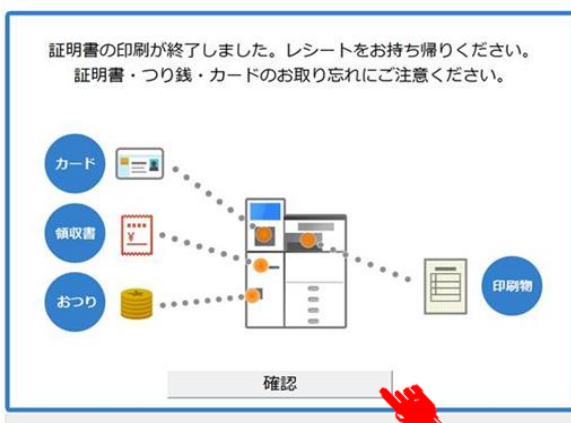 証明書の印刷が終了しました。レシートをお持ち帰りください。
証明書・つり銭・カードのお取り忘れにご注意ください。
カード
領収書
¥
おつり
印刷物
確認